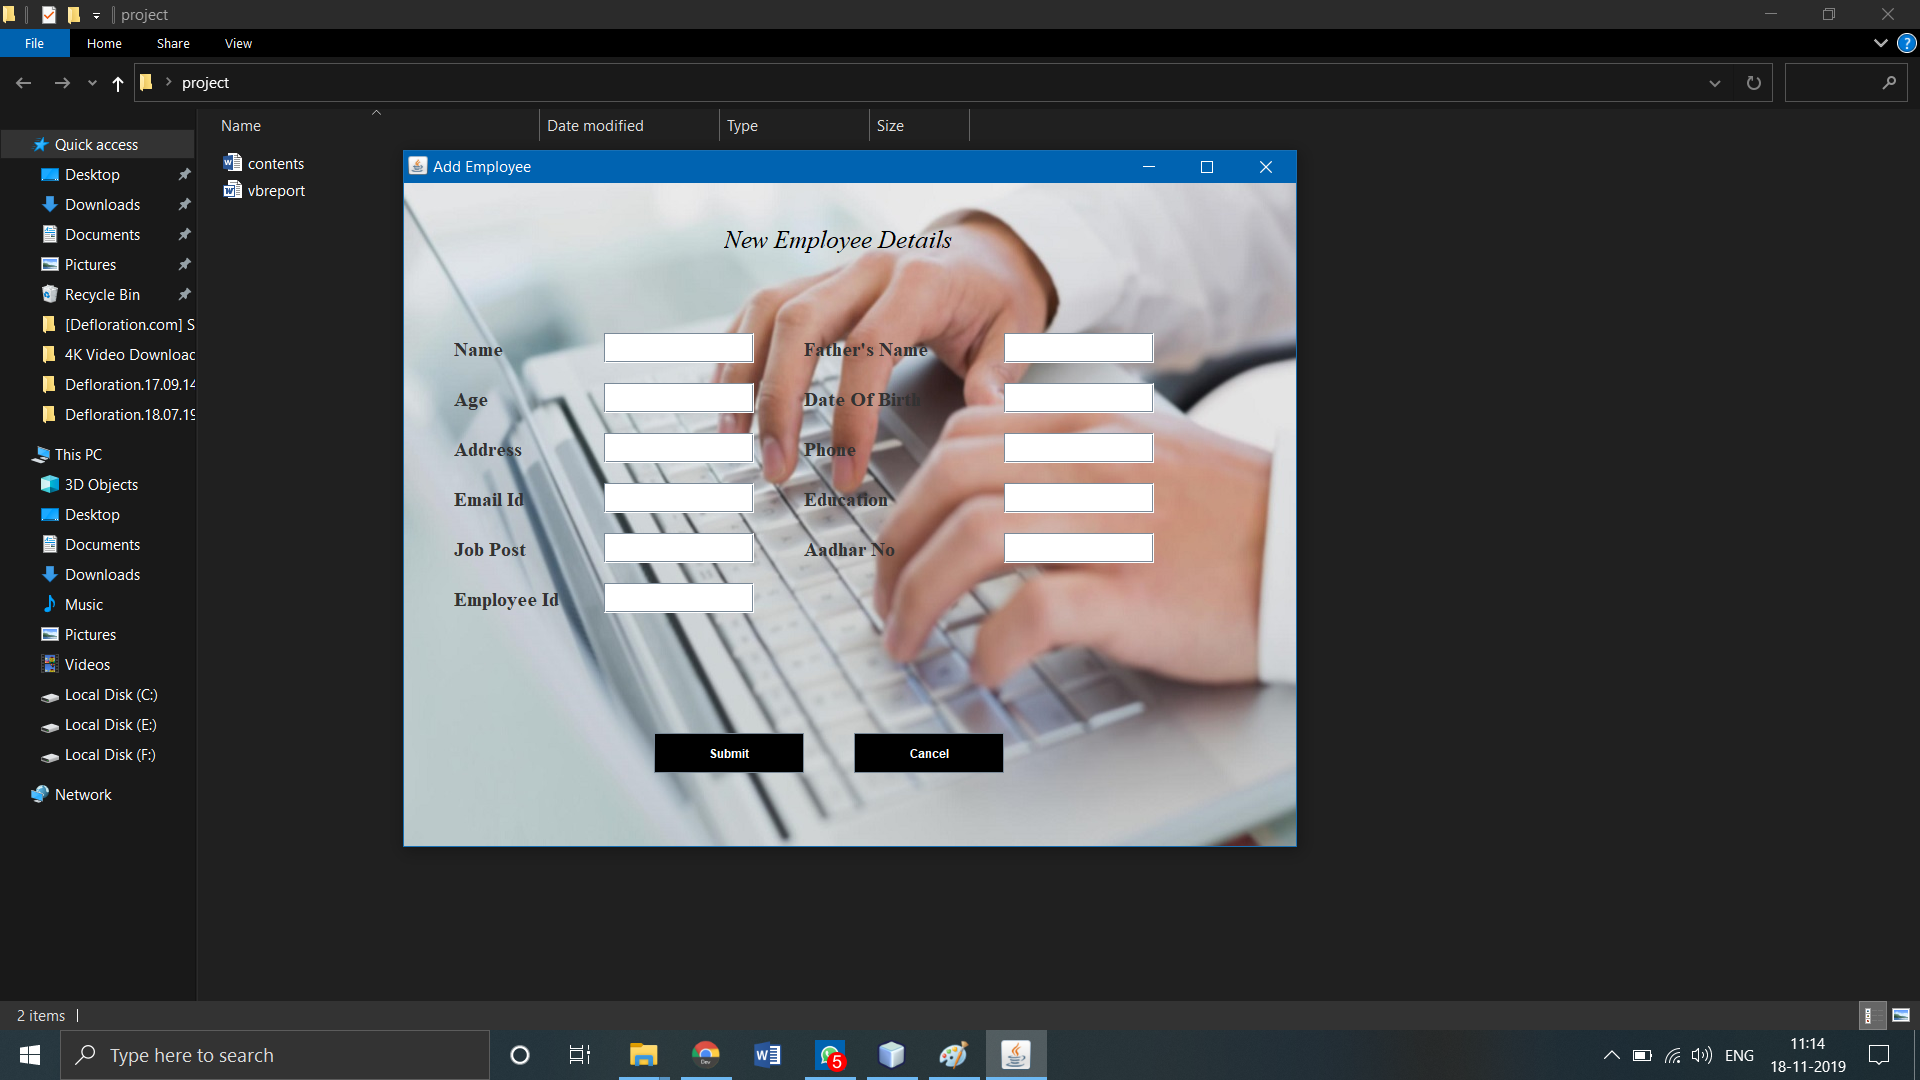 project
File Home Share View
project
Name Date modified Type Size
Quick access
Desktop
Downloads
Documents
Pictures
Recycle Bin
[Defloration.com] S
4K Video Downloac
Defloration.17.09.14
Defloration.18.07.19
This PC
3D Objects
Desktop
Documents
Downloads
Music
Pictures
Videos
Local Disk (C:)
Local Disk (E:)
Local Disk (F:)
Network
contents
vbreport
Add Employee
New Employee Details
Name Father's Name
Age Date Of Birth
Address Phone
Email Id Education
Job Post Aadhar No
Employee Id
Submit Cancel
2 items
Type here to search
Dev
5
ENG
11:14
18-11-2019